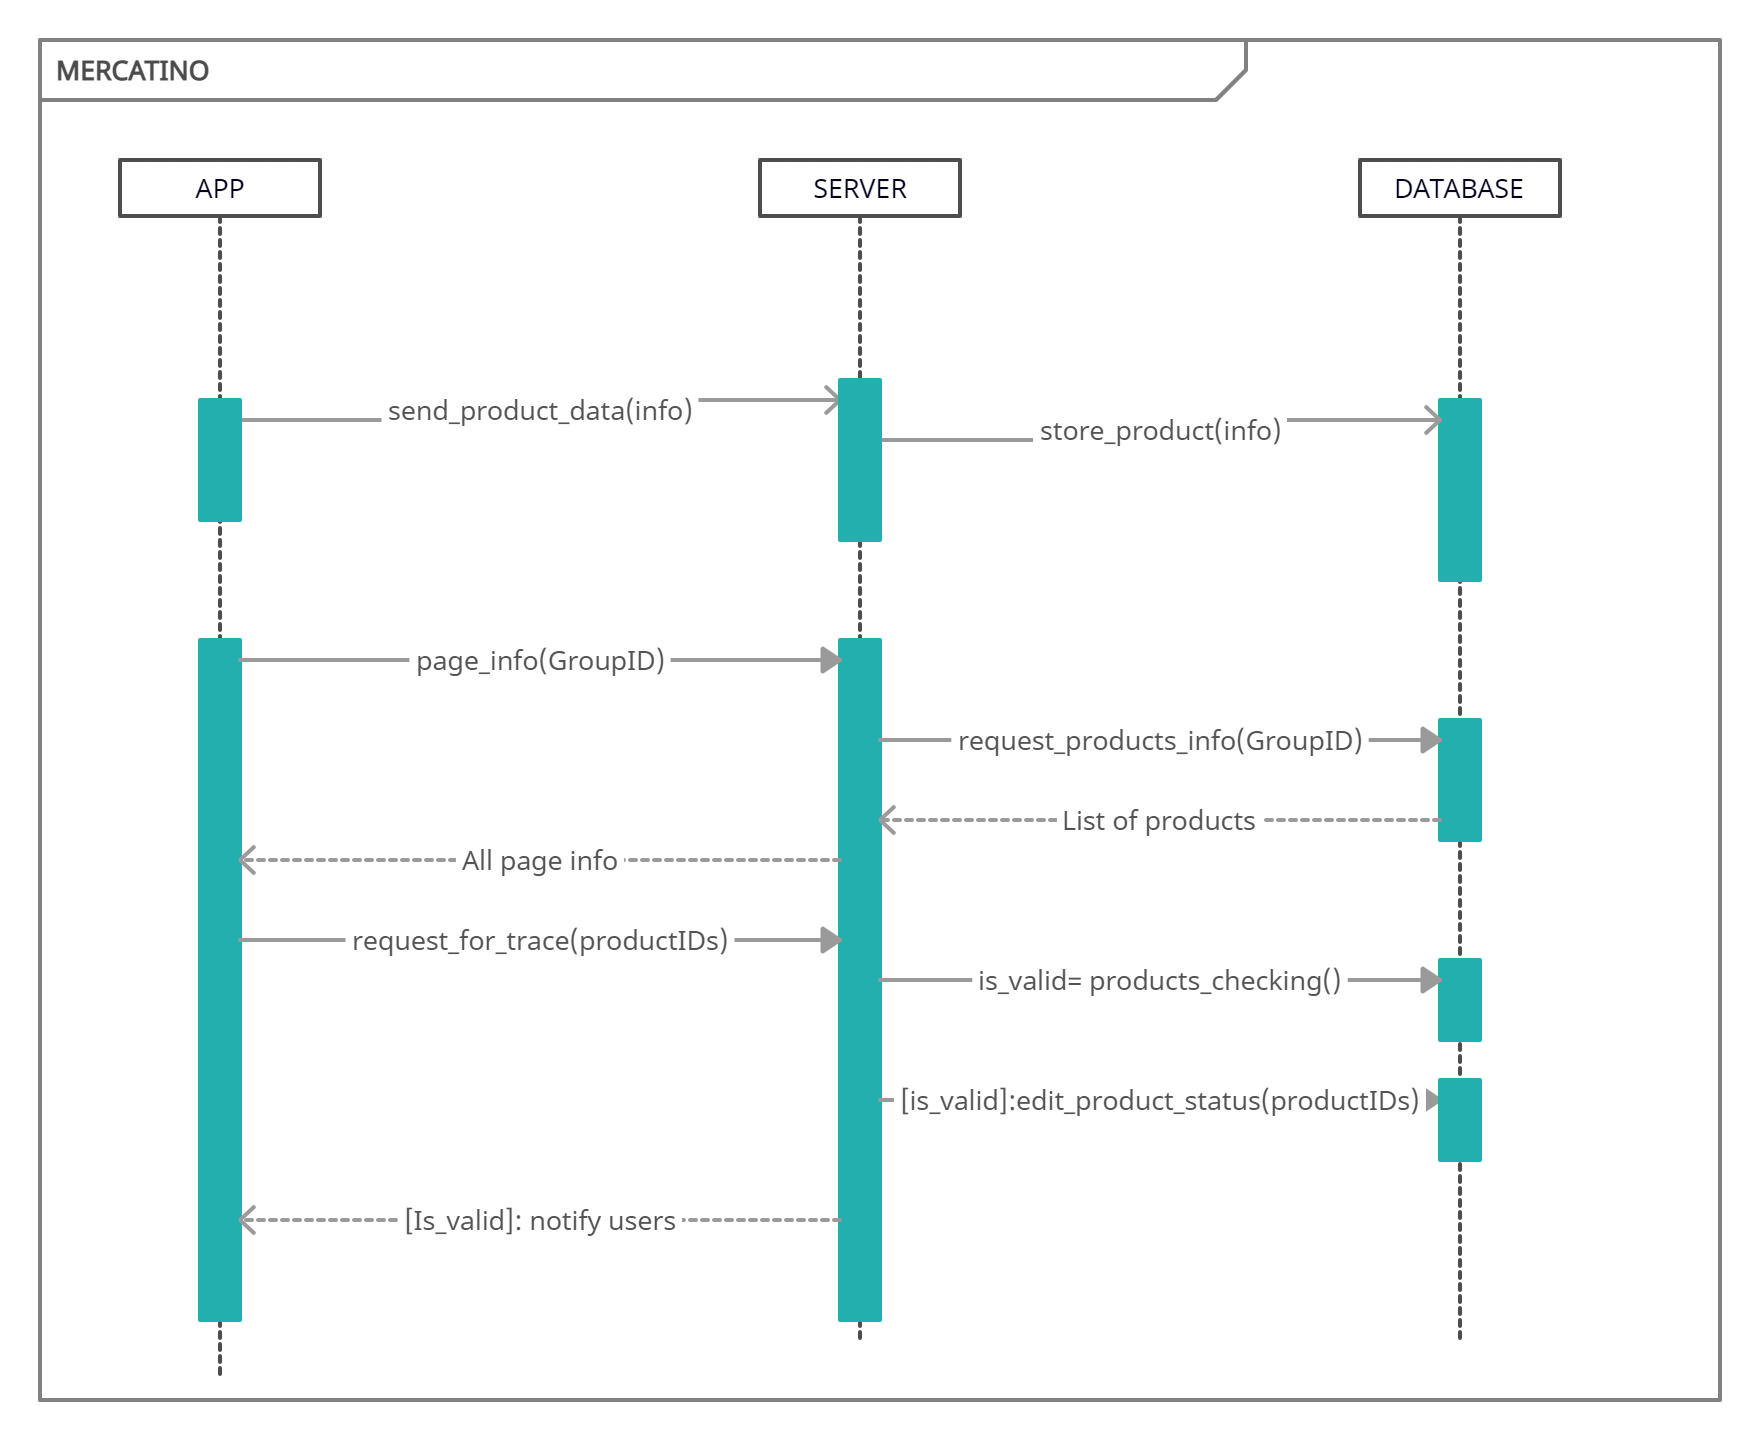 MERCATINO
APP
SERVER
DATABASE
send_product_data(info)
store_product(info)
page_info(GroupID)
request_products_info(GroupID)
List of products
All page info
request_for_trace(productIDs)
is_valid= products_checking()
[is_valid]:edit_product_status(productIDs)
[Is_valid]: notify users